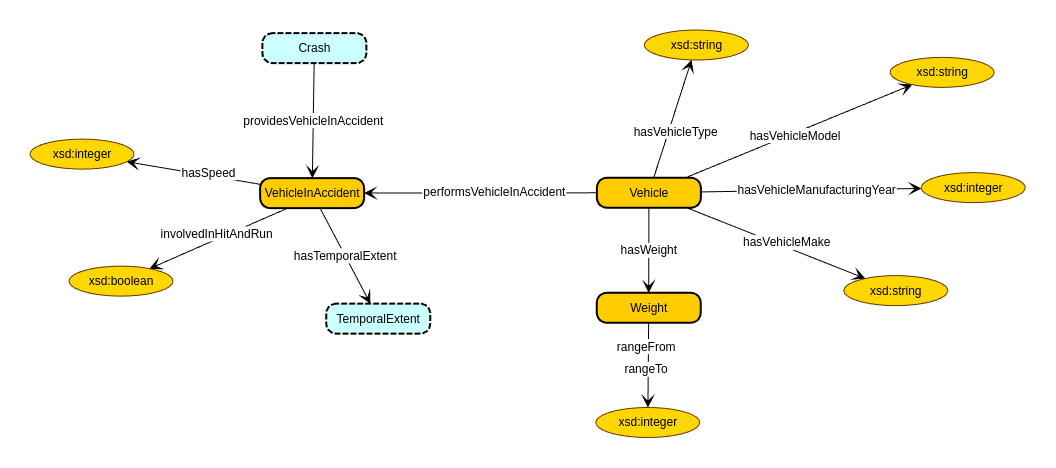 xsd:string
Crash
xsd:string
providesVehicleInAccident
hasVehicleType
hasVehicleModel
xsd:integer
hasSpeed
VehicleInAccident
performsVehicleInAccident
Vehicle
hasVehicleManufacturingYear
xsd:integer
involvedInHitAndRun
hasVehicleMake
hasWeight
hasTemporalExtent
xsd:boolean
xsd:string
Weight
TemporalExtent
rangeFrom
rangeTo
xsd:integer